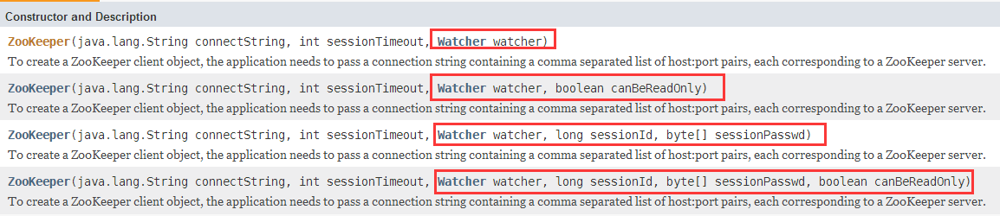 Constructor and Description
ZooKeeper(java.lang.String connectString, int sessionTimeout, Watcher watcher)
To create a ZooKeeper client object, the application needs to pass a connection string containing a comma separated list of host:port pairs, each corresponding to a ZooKeeper server.
ZooKeeper(java.lang.String connectString, int sessionTimeout, Watcher watcher, boolean canBeReadOnly)
To create a ZooKeeper client object, the application needs to pass a connection string containing a comma separated list of host:port pairs, each corresponding to a ZooKeeper server.
ZooKeeper(java.lang.String connectString, int sessionTimeout, Watcher watcher, long sessionId, byte[] sessionPasswd)
To create a ZooKeeper client object, the application needs to pass a connection string containing a comma separated list of host:port pairs, each corresponding to a ZooKeeper server.
ZooKeeper(java.lang.String connectString, int sessionTimeout, Watcher watcher, long sessionId, byte[] sessionPasswd, boolean canBeReadOnly)
To create a ZooKeeper client object, the application needs to pass a connection string containing a comma separated list of host:port pairs, each corresponding to a ZooKeeper server.